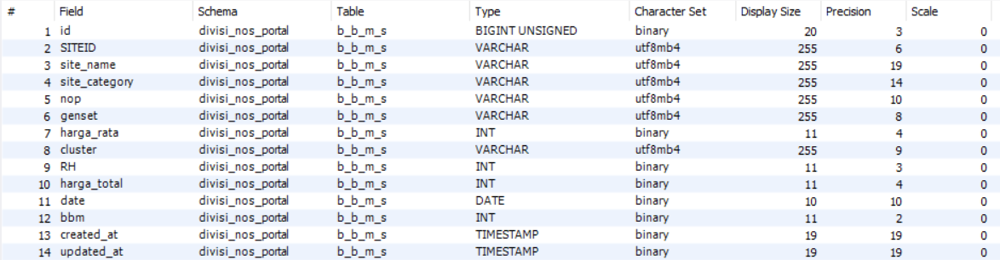 # Field Schema Table Type Character Set Display Size Precision Scale
1 id divisi_nos_portal b_b_m_s BIGINT UNSIGNED binary 20 3 0
2 SITEID divisi_nos_portal b_b_m_s VARCHAR utf8mb4 255 6 0
3 site_name divisi_nos_portal b_b_m_s VARCHAR utf8mb4 255 19 0
4 site_category divisi_nos_portal b_b_m_s VARCHAR utf8mb4 255 14 0
5 nop divisi_nos_portal b_b_m_s VARCHAR utf8mb4 255 10 0
6 genset divisi_nos_portal b_b_m_s VARCHAR utf8mb4 255 8 0
7 harga_rata divisi_nos_portal b_b_m_s INT binary 11 4 0
8 cluster divisi_nos_portal b_b_m_s VARCHAR utf8mb4 255 9 0
9 RH divisi_nos_portal b_b_m_s INT binary 11 3 0
10 harga_total divisi_nos_portal b_b_m_s INT binary 11 4 0
11 date divisi_nos_portal b_b_m_s DATE binary 10 10 0
12 bbm divisi_nos_portal b_b_m_s INT binary 11 2 0
13 created_at divisi_nos_portal b_b_m_s TIMESTAMP binary 19 19 0
14 updated_at divisi_nos_portal b_b_m_s TIMESTAMP binary 19 19 0